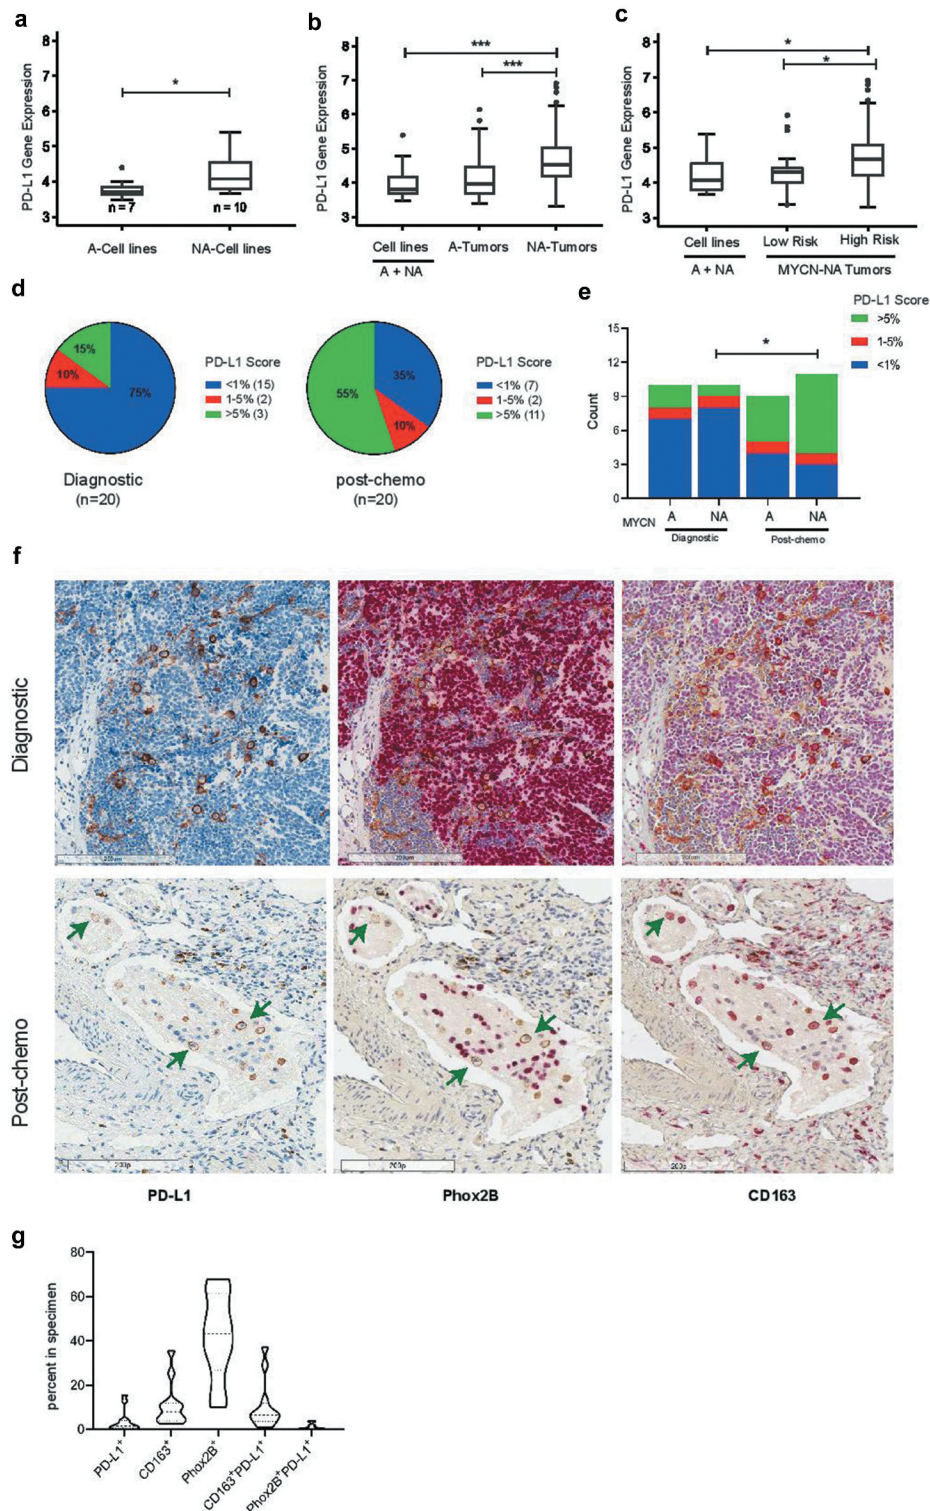 a
PD-L1 Gene Expression
8
7
6
5
4
3
*
n = 7
n = 10
A-Cell lines
NA-Cell lines
b
PD-L1 Gene Expression
8
7
6
5
4
3
***
***
Cell lines
A-Tumors
NA-Tumors
A + NA
c
PD-L1 Gene Expression
8
7
6
5
4
3
*
*
Cell lines
Low Risk
High Risk
A + NA
MYCN-NA Tumors
d
15%
10%
75%
PD-L1 Score
<1% (15)
1-5% (2)
>5% (3)
Diagnostic
(n=20)
35%
55%
10%
PD-L1 Score
<1% (7)
1-5% (2)
>5% (11)
post-chemo
(n=20)
e
PD-L1 Score
>5%
1-5%
<1%
Count
15
12
9
6
3
0
*
MYCN
A
NA
A
NA
Diagnostic
Post-chemo
f
Diagnostic
200um
200um
200um
Post-chemo
200µ
200µ
200µ
PD-L1
Phox2B
CD163
g
percent in specimen
80
60
40
20
0
PD-L1⁺
CD163⁺
Phox2B⁺
CD163⁺PD-L1⁺
Phox2B⁺PD-L1⁺